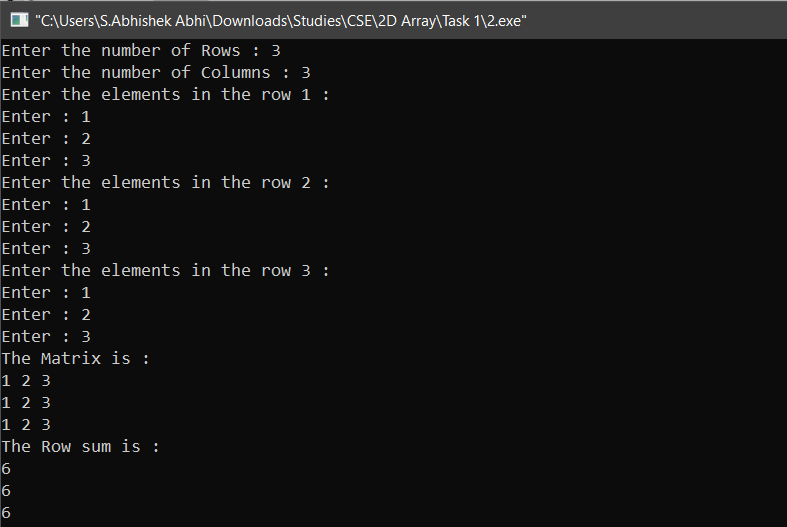 "C:\Users\S.Abhishek Abhi\Downloads\Studies\CSE\2D Array\Task 1\2.exe"
Enter the number of Rows : 3
Enter the number of Columns : 3
Enter the elements in the row 1 :
Enter : 1
Enter : 2
Enter : 3
Enter the elements in the row 2 :
Enter : 1
Enter : 2
Enter : 3
Enter the elements in the row 3 :
Enter : 1
Enter : 2
Enter : 3
The Matrix is :
1 2 3
1 2 3
1 2 3
The Row sum is :
6
6
6